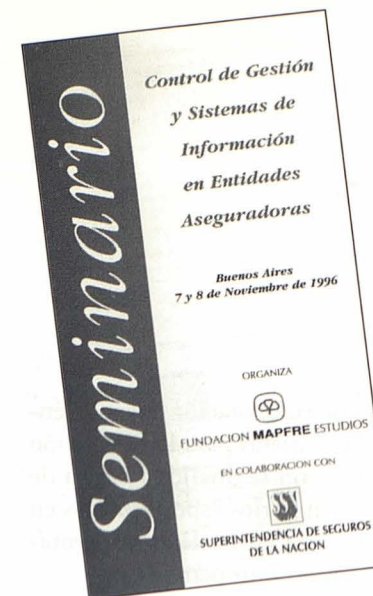 Seminario
Control de Gestión
y Sistemas de
Información
en Entidades
Aseguradoras
Buenos Aires
7 y 8 de Noviembre de 1996
ORGANIZA
FUNDACION MAPFRE ESTUDIOS
EN COLABORACION CON
SSN
SUPERINTENDENCIA DE SEGUROS
DE LA NACION